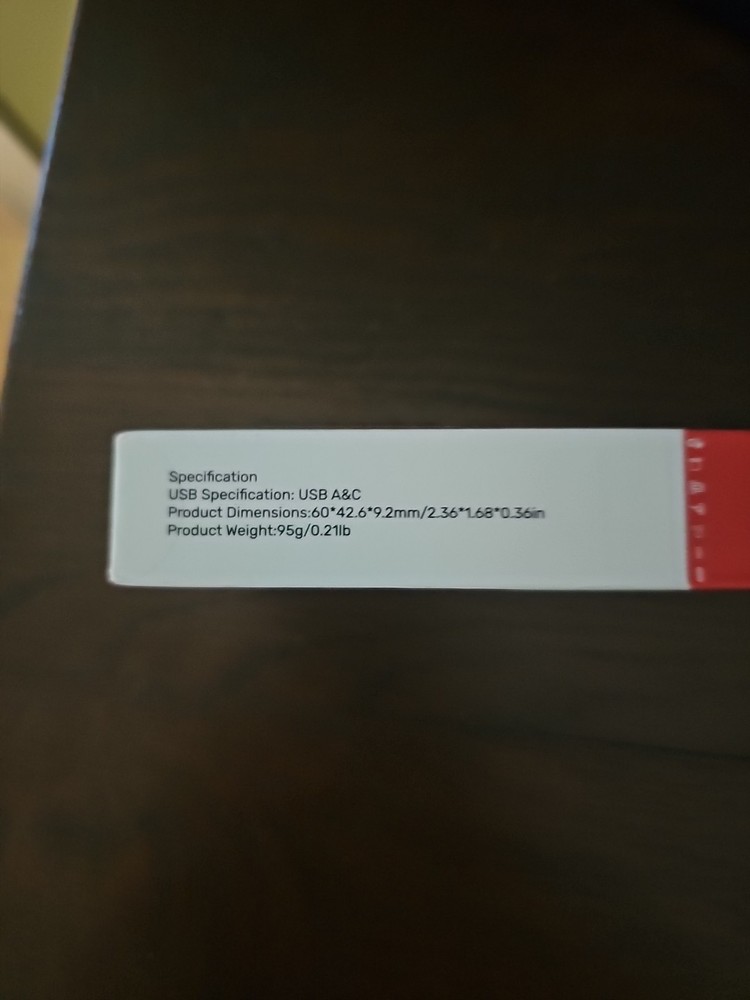 Specification
USB Specification: USB A&C
Product Dimensions:60*42.6*9.2mm/2.36*1.68*0.36in
Product Weight:95g/0.21lb